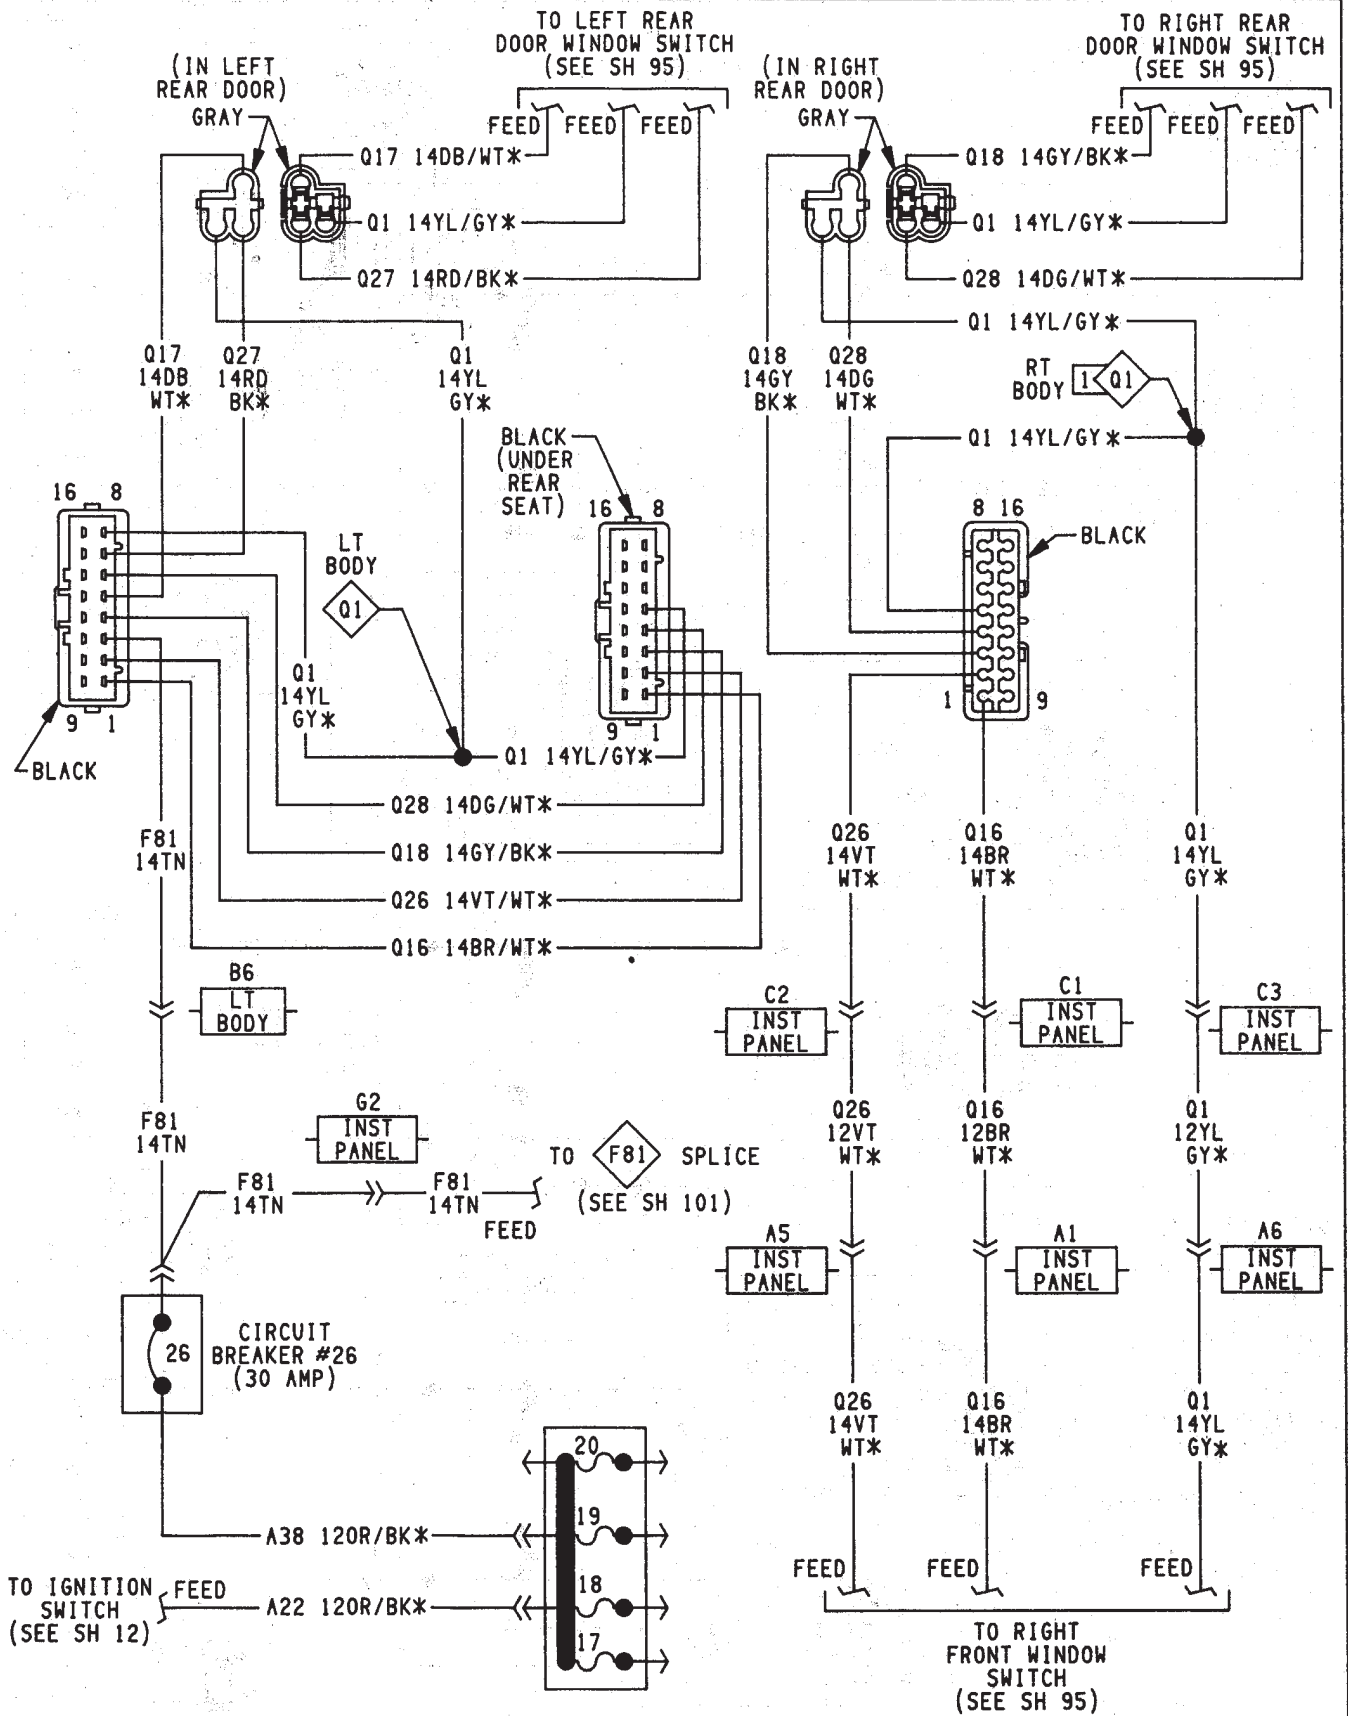 TO LEFT REAR
DOOR WINDOW SWITCH
(SEE SH 95)
TO RIGHT REAR
DOOR WINDOW SWITCH
(SEE SH 95)
(IN LEFT
REAR DOOR)
GRAY
(IN RIGHT
REAR DOOR)
GRAY
FEED FEED FEED
FEED FEED FEED
Q17 14DB/WT*
Q18 14GY/BK*
Q1 14YL/GY*
Q1 14YL/GY*
Q27 14RD/BK*
Q28 14DG/WT*
Q1 14YL/GY*
Q17
14DB
WT*
Q27
14RD
BK*
Q1
14YL
GY*
Q18
14GY
BK*
Q28
14DG
WT*
RT
BODY
1
Q1
Q1 14YL/GY*
BLACK
(UNDER
REAR
SEAT)
16 8
16 8
8 16
BLACK
LT
BODY
Q1
Q1
14YL
GY*
9 1
9 1
1 9
BLACK
Q1 14YL/GY*
Q28 14DG/WT*
Q18 14GY/BK*
Q26 14VT/WT*
Q16 14BR/WT*
F81
14TN
Q26
14VT
WT*
Q16
14BR
WT*
Q1
14YL
GY*
B6
LT
BODY
C2
INST
PANEL
C1
INST
PANEL
C3
INST
PANEL
F81
14TN
G2
INST
PANEL
F81
14TN
F81
14TN
FEED
TO F81 SPLICE
(SEE SH 101)
Q26
12VT
WT*
Q16
12BR
WT*
Q1
12YL
GY*
A5
INST
PANEL
A1
INST
PANEL
A6
INST
PANEL
26
CIRCUIT
BREAKER #26
(30 AMP)
Q26
14VT
WT*
Q16
14BR
WT*
Q1
14YL
GY*
20
19
18
17
A38 12OR/BK*
TO IGNITION
SWITCH
(SEE SH 12)
FEED
A22 12OR/BK*
FEED FEED FEED
TO RIGHT
FRONT WINDOW
SWITCH
(SEE SH 95)